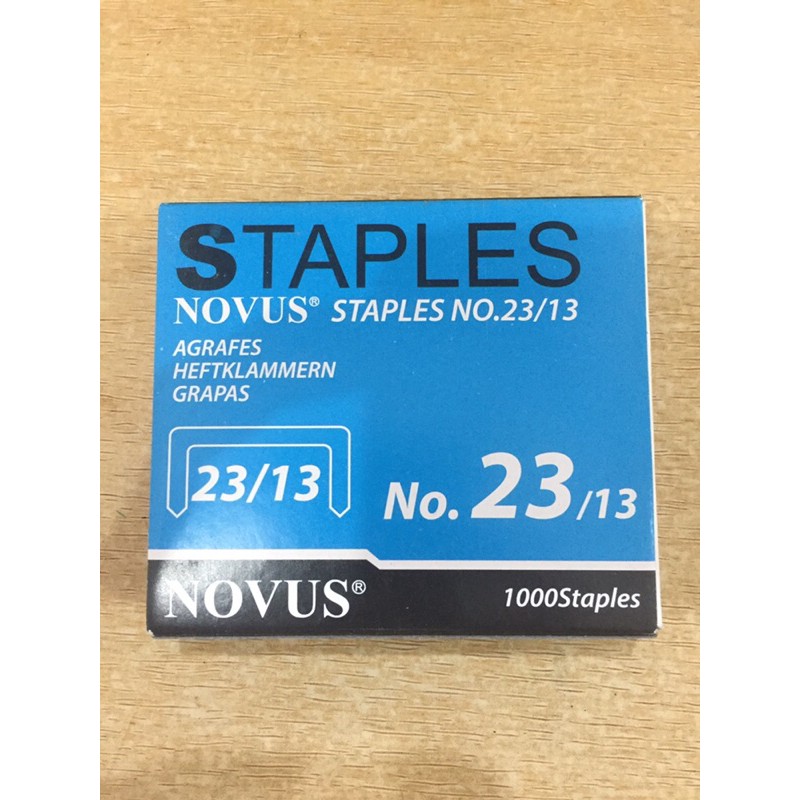 STAPLES
NOVUS® STAPLES NO.23/13
AGRAFES
HEFTKLAMMERN
GRAPAS
23/13
No. 23/13
NOVUS®
1000Staples